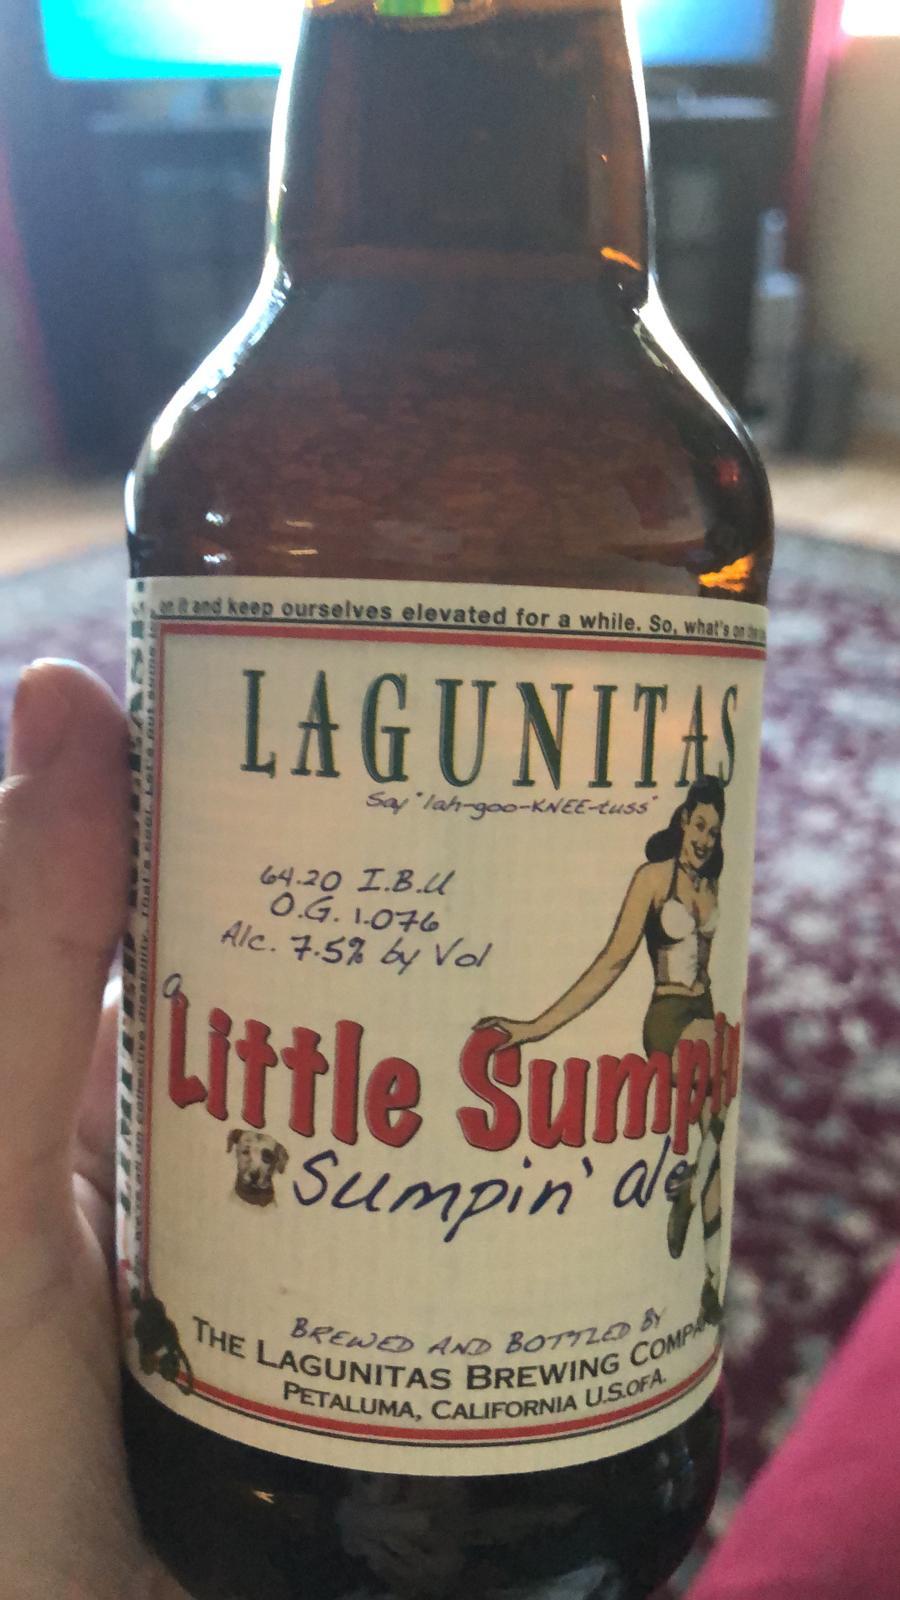 on it and keep ourselves elevated for a while. So, what's on the
LAGUNITAS
Say "lah-goo-KNEE-tuss"
64.20 I.B.U
O.G. 1.076
Alc. 7.5% by Vol
a
Little Sumpin'
Sumpin' ale
BREWED AND BOTTLED BY
THE LAGUNITAS BREWING COMPANY
PETALUMA, CALIFORNIA U.S.OFA.